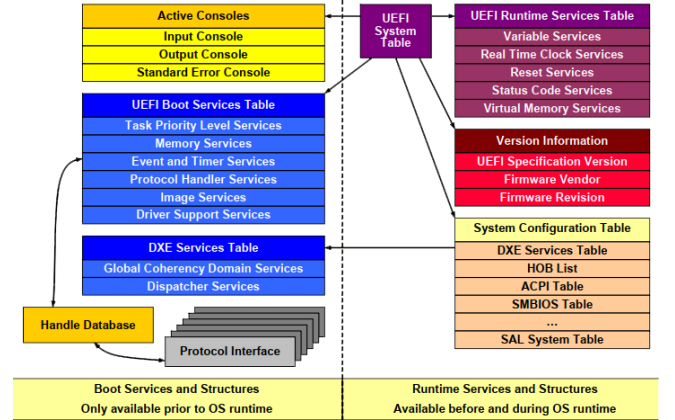 Active Consoles
Input Console
Output Console
Standard Error Console
UEFI
System
Table
UEFI Runtime Services Table
Variable Services
Real Time Clock Services
Reset Services
Status Code Services
Virtual Memory Services
UEFI Boot Services Table
Task Priority Level Services
Memory Services
Event and Timer Services
Protocol Handler Services
Image Services
Driver Support Services
Version Information
UEFI Specification Version
Firmware Vendor
Firmware Revision
DXE Services Table
Global Coherency Domain Services
Dispatcher Services
System Configuration Table
DXE Services Table
HOB List
ACPI Table
SMBIOS Table
...
SAL System Table
Handle Database
Protocol Interface
Boot Services and Structures
Only available prior to OS runtime
Runtime Services and Structures
Available before and during OS runtime